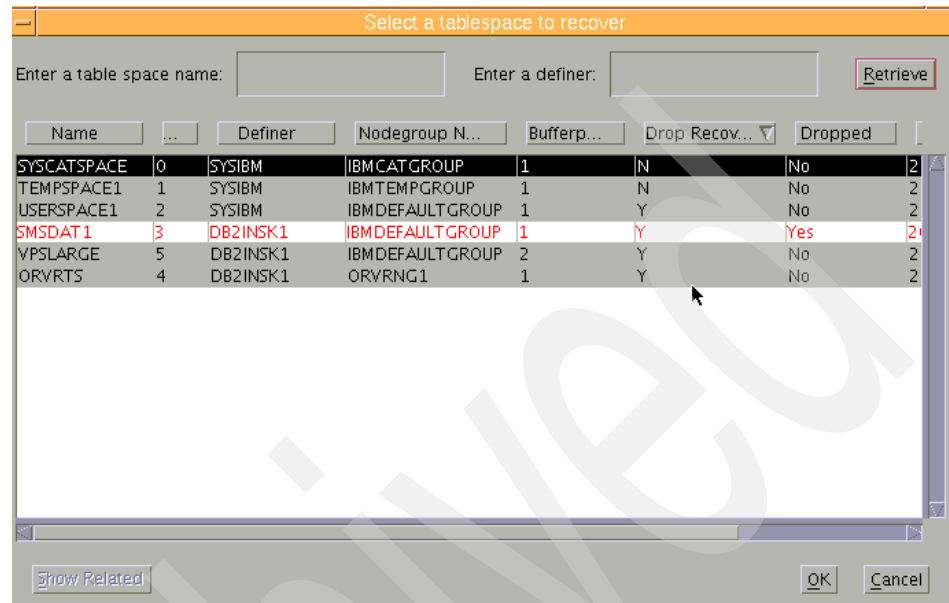 Select a tablespace to recover
Enter a table space name: Enter a definer: Retrieve
Name ... Definer Nodegroup N... Bufferp... Drop Recov... Dropped
SYSCATSPACE 0 SYSIBM IBMCATGROUP 1 N No 2
TEMPSPACE1 1 SYSIBM IBMTEMPGROUP 1 N No 2
USERSPACE1 2 SYSIBM IBMDEFAULTGROUP 1 Y No 2
SMSDAT1 3 DB2INSK1 IBMDEFAULTGROUP 1 Y Yes 2
VPSLARGE 5 DB2INSK1 IBMDEFAULTGROUP 2 Y No 2
ORVRTS 4 DB2INSK1 ORVRNG1 1 Y No 2
Show Related OK Cancel